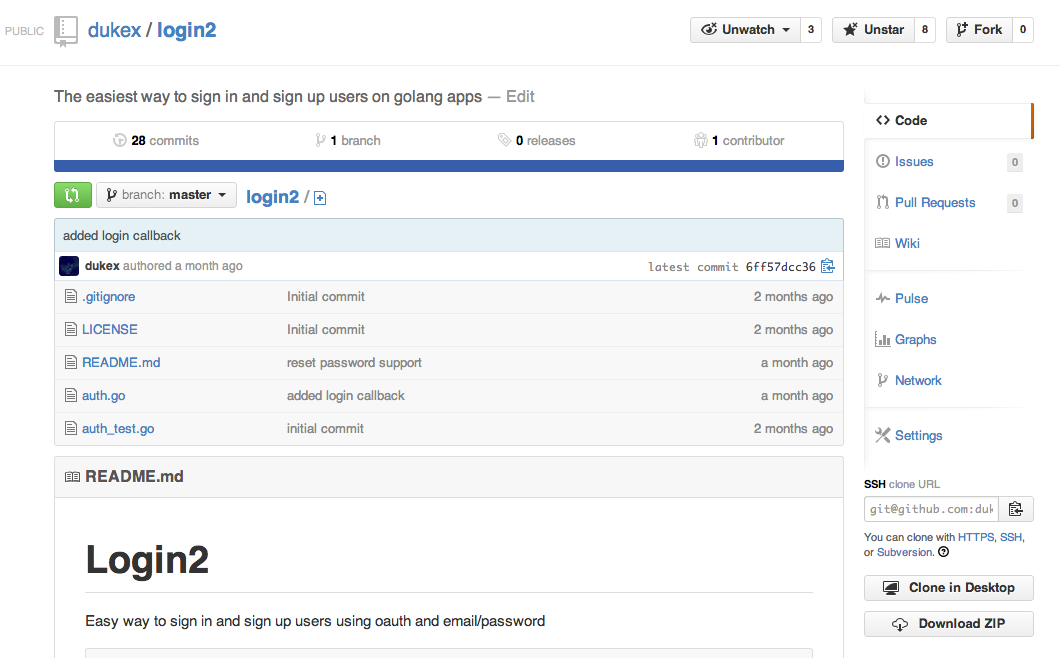 PUBLIC dukex / login2 Unwatch 3 Unstar 8 Fork 0
The easiest way to sign in and sign up users on golang apps — Edit
28 commits 1 branch 0 releases 1 contributor
branch: master login2 /
added login callback
dukex authored a month ago latest commit 6ff57dcc36
.gitignore Initial commit 2 months ago
LICENSE Initial commit 2 months ago
README.md reset password support a month ago
auth.go added login callback a month ago
auth_test.go initial commit 2 months ago
README.md
Login2
Easy way to sign in and sign up users using oauth and email/password
Code
Issues 0
Pull Requests 0
Wiki
Pulse
Graphs
Network
Settings
SSH clone URL
git@github.com:duk
You can clone with HTTPS, SSH,
or Subversion.
Clone in Desktop
Download ZIP